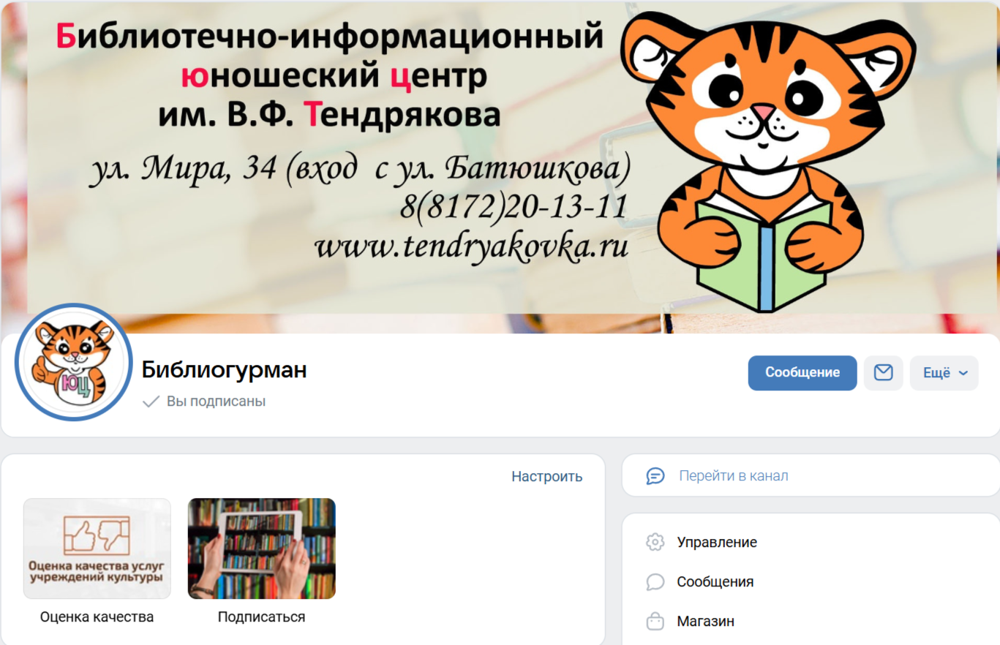 Библиотечно-информационный
юношеский центр
им. В.Ф. Тендрякова
ул. Мира, 34 (вход с ул. Батюшкова)
8(8172)20-13-11
www.tendryakovka.ru
ЮЦ
Библиогурман
Вы подписаны
Сообщение
Ещё
Настроить
Оценка качества услуг
учреждений культуры
Оценка качества
Подписаться
Перейти в канал
Управление
Сообщения
Магазин